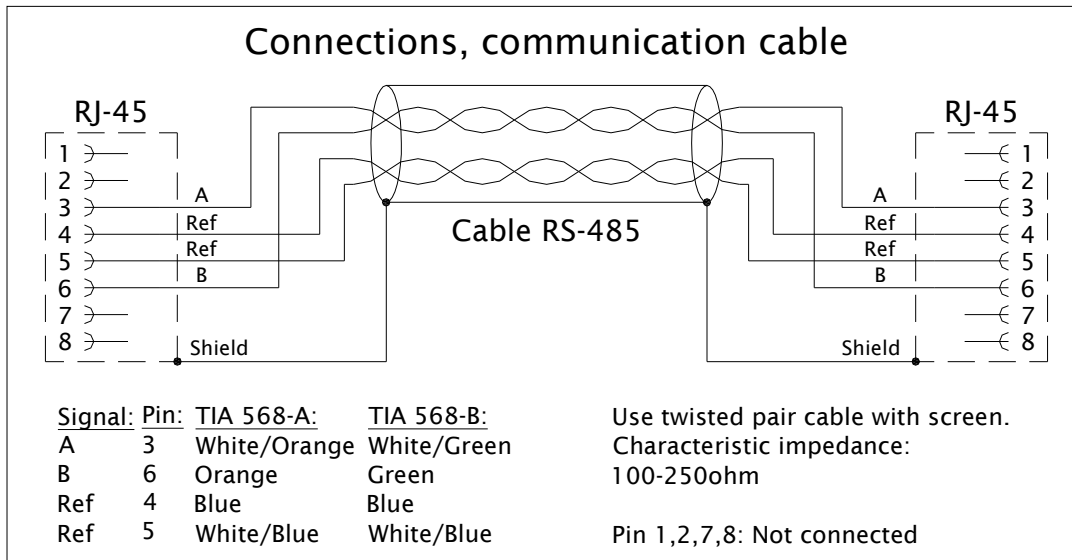 Connections, communication cable
RJ-45
RJ-45
1
2
3
4
5
6
7
8
A
Ref
Ref
B
Shield
Cable RS-485
A
Ref
Ref
B
Shield
1
2
3
4
5
6
7
8
Signal: Pin: TIA 568-A: TIA 568-B:
A 3 White/Orange White/Green
B 6 Orange Green
Ref 4 Blue Blue
Ref 5 White/Blue White/Blue
Use twisted pair cable with screen.
Characteristic impedance:
100-250ohm
Pin 1,2,7,8: Not connected